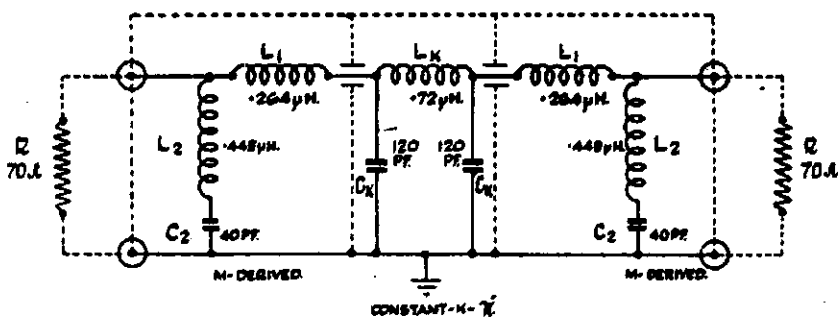 L1
LK
L1
·264µH.
·72µH.
·264µH.
R
70Ω
L2
·448µH.
120
PF.
CK
120
PF.
CK
·448µH.
L2
R
70Ω
C2
40PF.
C2
40PF.
M-DERIVED.
M-DERIVED.
CONSTANT-K-π